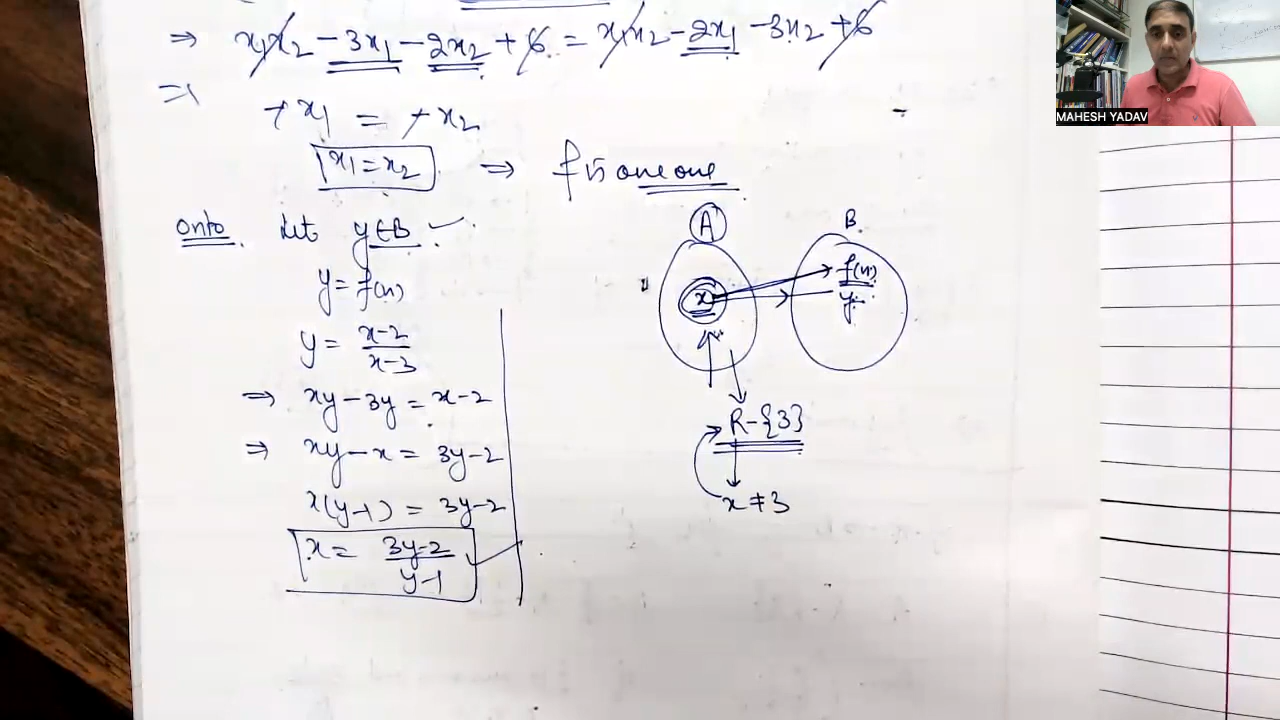 ⇒ x₁x₂ - 3x₁ - 2x₂ + 6 = x₁x₂ - 2x₁ - 3x₂ + 6
⇒
+x₁ = +x₂
x₁ = x₂ ⇒ f is one one
Onto. Let y∈B
y = f(x)
y = x-2 / x-3
⇒ xy - 3y = x - 2
⇒ xy - x = 3y - 2
x(y-1) = 3y-2
x = 3y-2 / y-1
A B
x f(x)
y
R-{3}
x ≠ 3
MAHESH YADAV